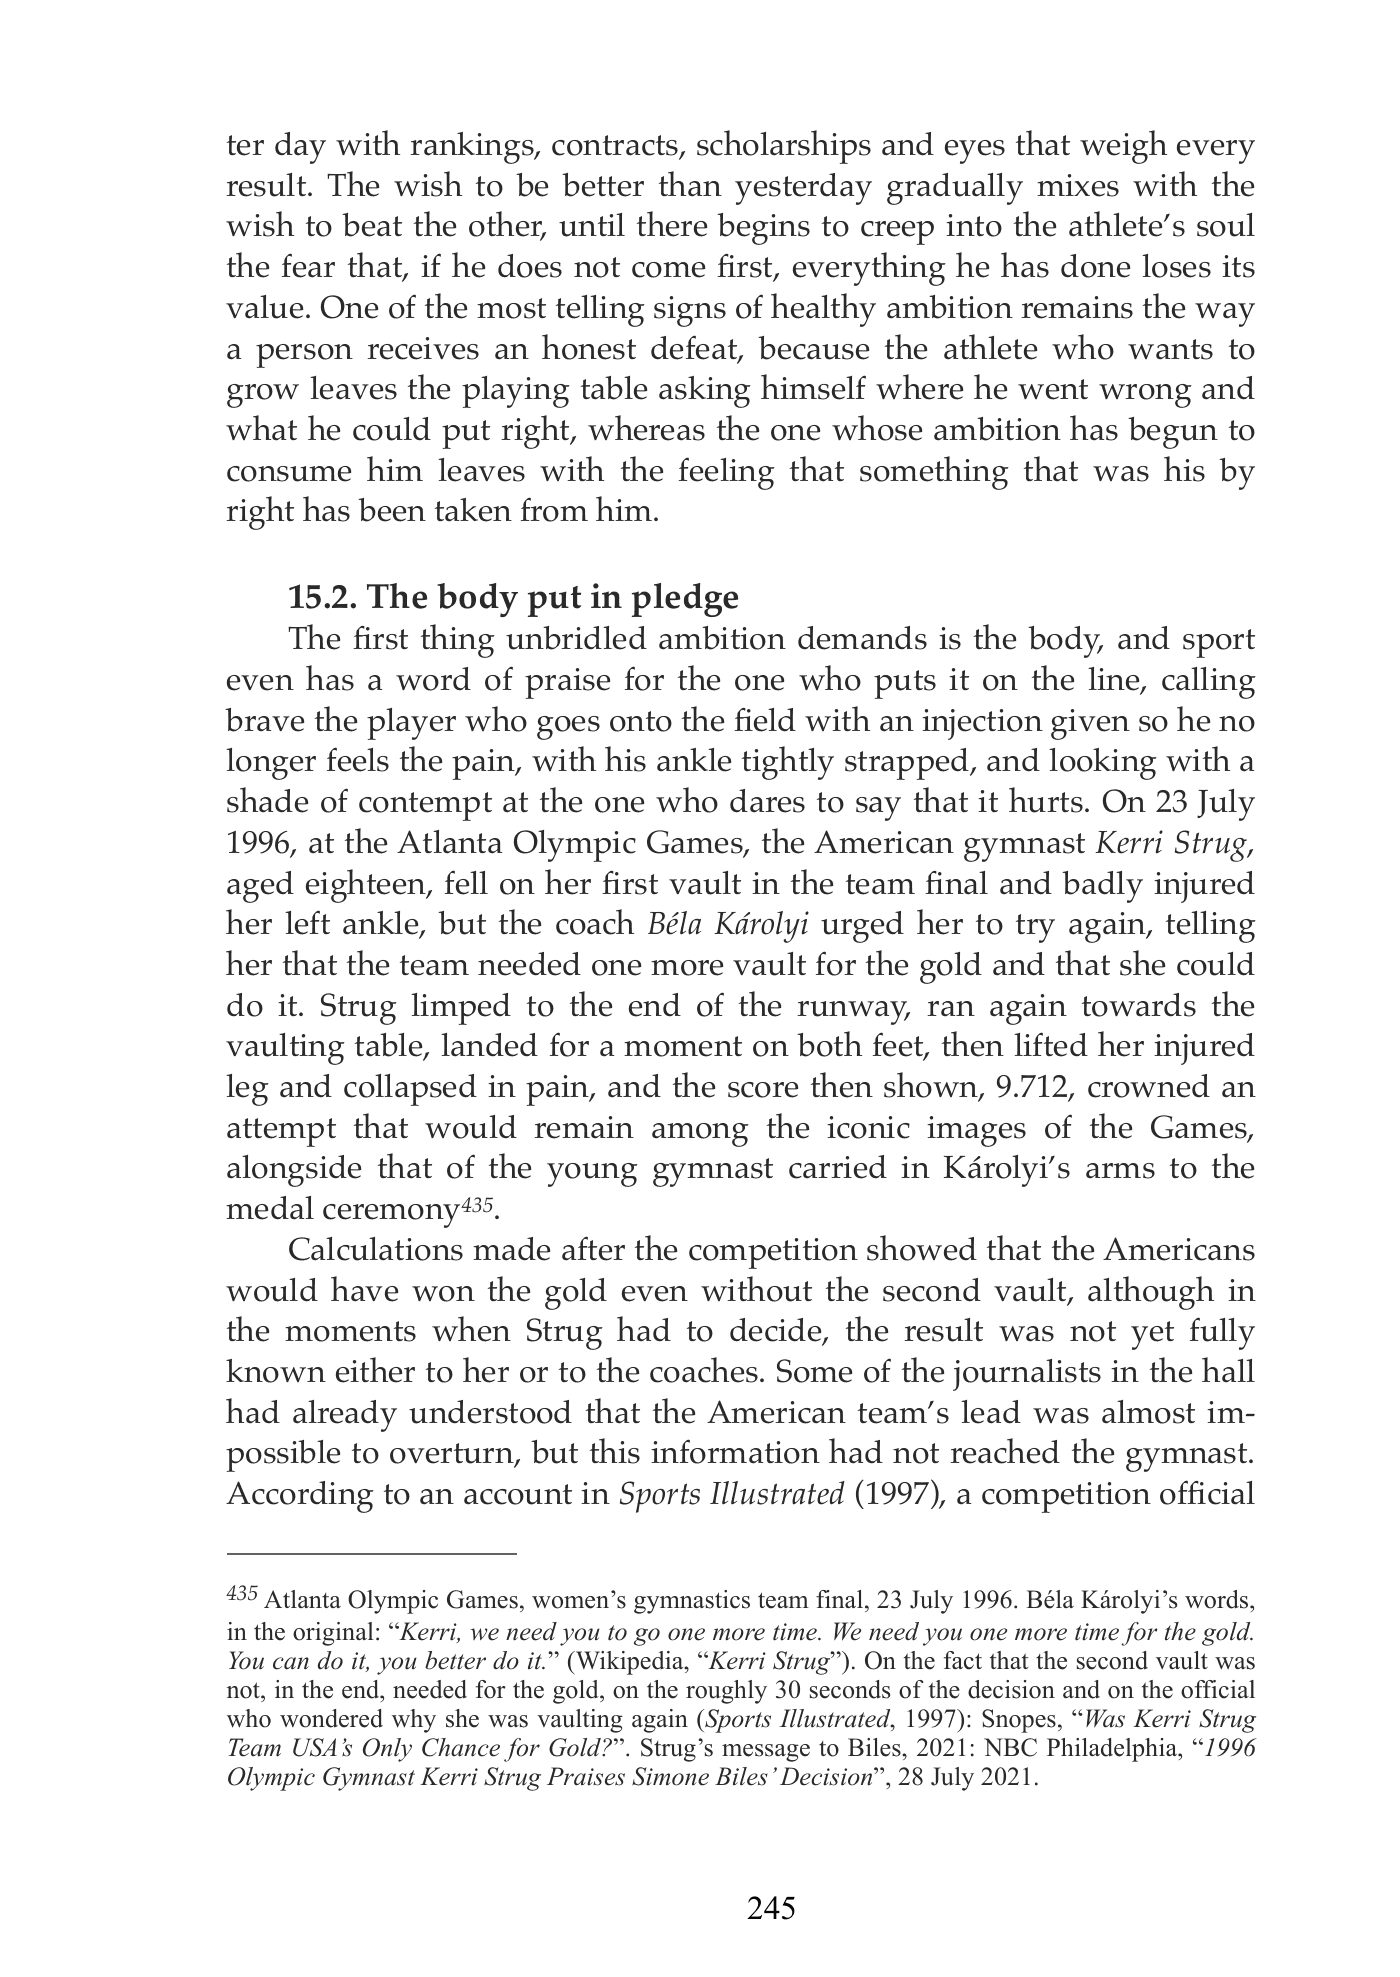 ter day with rankings, contracts, scholarships and eyes that weigh every
result. The wish to be better than yesterday gradually mixes with the
wish to beat the other, until there begins to creep into the athlete’s soul
the fear that, if he does not come first, everything he has done loses its
value. One of the most telling signs of healthy ambition remains the way
a person receives an honest defeat, because the athlete who wants to
grow leaves the playing table asking himself where he went wrong and
what he could put right, whereas the one whose ambition has begun to
consume him leaves with the feeling that something that was his by
right has been taken from him.
15.2. The body put in pledge
The first thing unbridled ambition demands is the body, and sport
even has a word of praise for the one who puts it on the line, calling
brave the player who goes onto the field with an injection given so he no
longer feels the pain, with his ankle tightly strapped, and looking with a
shade of contempt at the one who dares to say that it hurts. On 23 July
1996, at the Atlanta Olympic Games, the American gymnast Kerri Strug,
aged eighteen, fell on her first vault in the team final and badly injured
her left ankle, but the coach Béla Károlyi urged her to try again, telling
her that the team needed one more vault for the gold and that she could
do it. Strug limped to the end of the runway, ran again towards the
vaulting table, landed for a moment on both feet, then lifted her injured
leg and collapsed in pain, and the score then shown, 9.712, crowned an
attempt that would remain among the iconic images of the Games,
alongside that of the young gymnast carried in Károlyi’s arms to the
medal ceremony435.
Calculations made after the competition showed that the Americans
would have won the gold even without the second vault, although in
the moments when Strug had to decide, the result was not yet fully
known either to her or to the coaches. Some of the journalists in the hall
had already understood that the American team’s lead was almost im-
possible to overturn, but this information had not reached the gymnast.
According to an account in Sports Illustrated (1997), a competition official
435 Atlanta Olympic Games, women’s gymnastics team final, 23 July 1996. Béla Károlyi’s words,
in the original: “Kerri, we need you to go one more time. We need you one more time for the gold.
You can do it, you better do it.” (Wikipedia, “Kerri Strug”). On the fact that the second vault was
not, in the end, needed for the gold, on the roughly 30 seconds of the decision and on the official
who wondered why she was vaulting again (Sports Illustrated, 1997): Snopes, “Was Kerri Strug
Team USA’s Only Chance for Gold?”. Strug’s message to Biles, 2021: NBC Philadelphia, “1996
Olympic Gymnast Kerri Strug Praises Simone Biles’ Decision”, 28 July 2021.
245